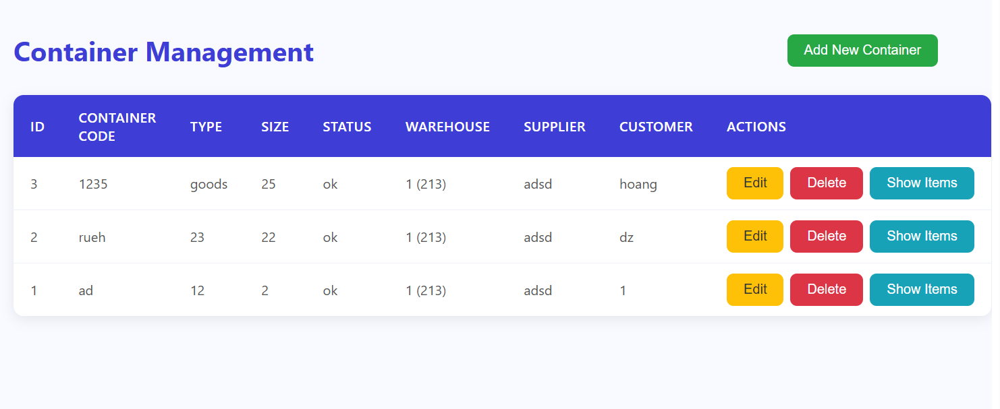 Container Management
Add New Container
ID CONTAINER CODE TYPE SIZE STATUS WAREHOUSE SUPPLIER CUSTOMER ACTIONS
3 1235 goods 25 ok 1 (213) adsd hoang Edit Delete Show Items
2 rueh 23 22 ok 1 (213) adsd dz Edit Delete Show Items
1 ad 12 2 ok 1 (213) adsd 1 Edit Delete Show Items